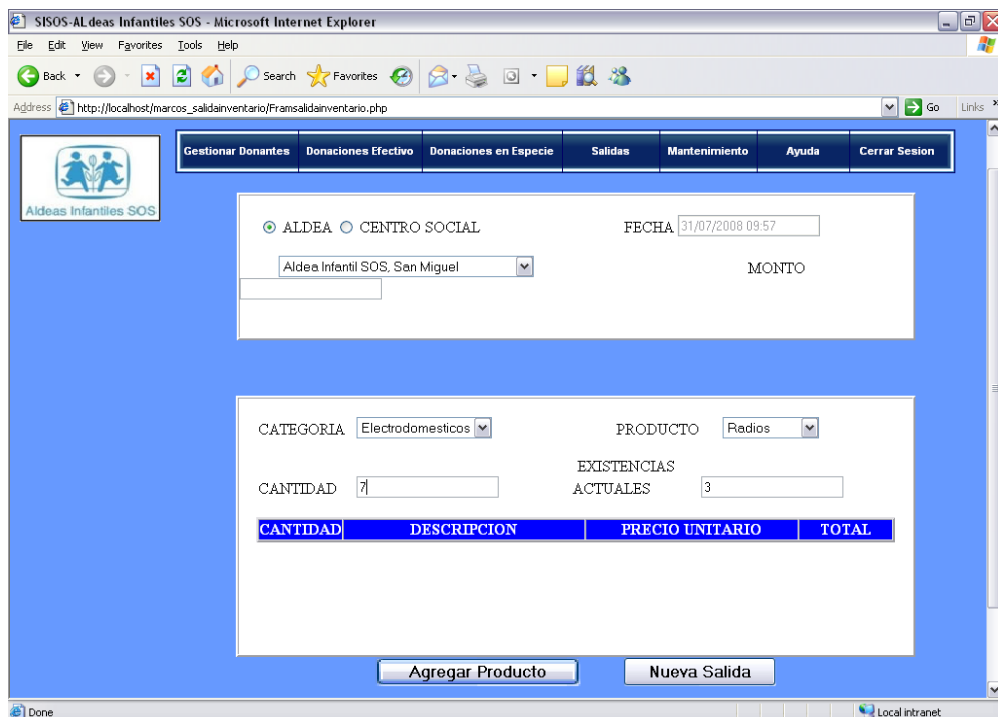 SISOS-ALdeas Infantiles SOS - Microsoft Internet Explorer
File Edit View Favorites Tools Help
Back Search Favorites
Address http://localhost/marcos_salidainventario/Framsalidainventario.php Go Links »
Gestionar Donantes Donaciones Efectivo Donaciones en Especie Salidas Mantenimiento Ayuda Cerrar Sesion
Aldeas Infantiles SOS
ALDEA CENTRO SOCIAL FECHA 31/07/2008 09:57
Aldea Infantil SOS, San Miguel MONTO
CATEGORIA Electrodomesticos PRODUCTO Radios
EXISTENCIAS
CANTIDAD 7 ACTUALES 3
CANTIDAD DESCRIPCION PRECIO UNITARIO TOTAL
Agregar Producto Nueva Salida
Done Local intranet